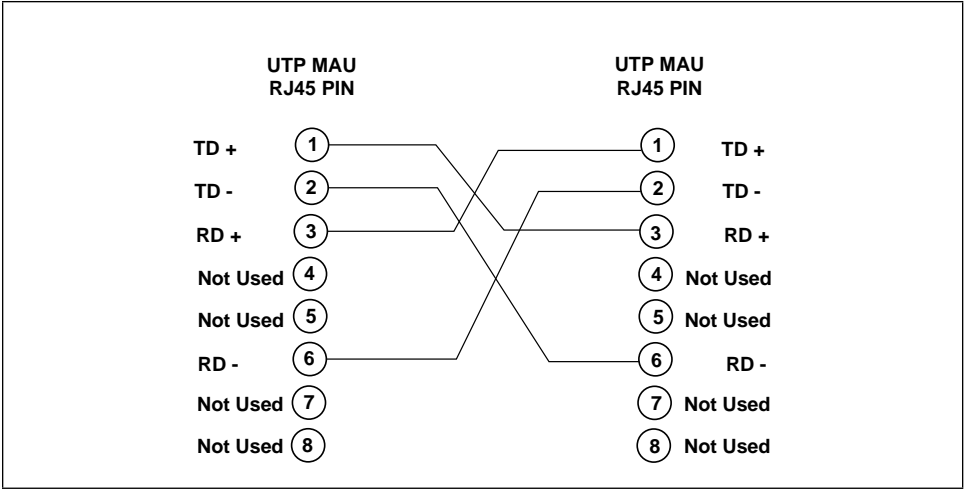 UTP MAU UTP MAU
RJ45 PIN RJ45 PIN
TD + 1 1 TD +
TD - 2 2 TD -
RD + 3 3 RD +
Not Used 4 4 Not Used
Not Used 5 5 Not Used
RD - 6 6 RD -
Not Used 7 7 Not Used
Not Used 8 8 Not Used